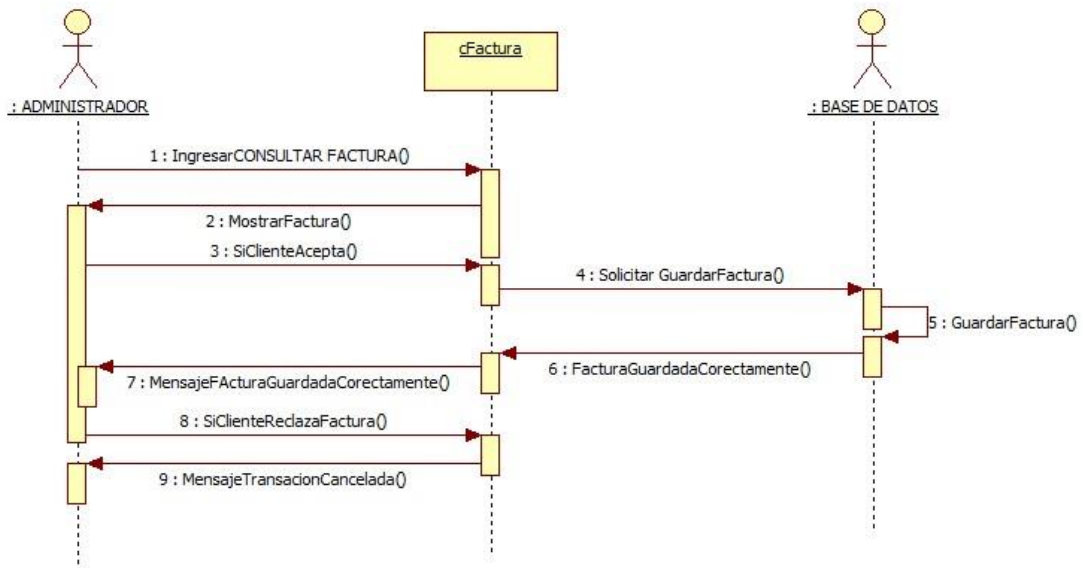 cFactura
: ADMINISTRADOR
: BASE DE DATOS
1 : IngresarCONSULTAR FACTURA()
2 : MostrarFactura()
3 : SiClienteAcepta()
4 : Solicitar GuardarFactura()
5 : GuardarFactura()
6 : FacturaGuardadaCorectamente()
7 : MensajeFActuraGuardadaCorectamente()
8 : SiClienteReclazaFactura()
9 : MensajeTransacionCancelada()